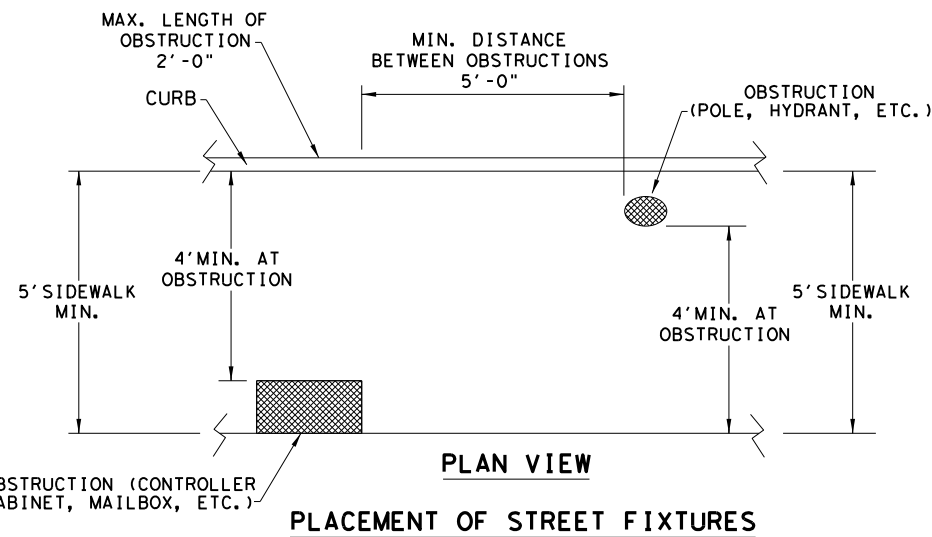 MAX. LENGTH OF
OBSTRUCTION
2'-0"
CURB
MIN. DISTANCE
BETWEEN OBSTRUCTIONS
5'-0"
OBSTRUCTION
(POLE, HYDRANT, ETC.)
5' SIDEWALK
MIN.
4' MIN. AT
OBSTRUCTION
4' MIN. AT
OBSTRUCTION
5' SIDEWALK
MIN.
BSTRUCTION (CONTROLLER
ABINET, MAILBOX, ETC.)
PLAN VIEW
PLACEMENT OF STREET FIXTURES